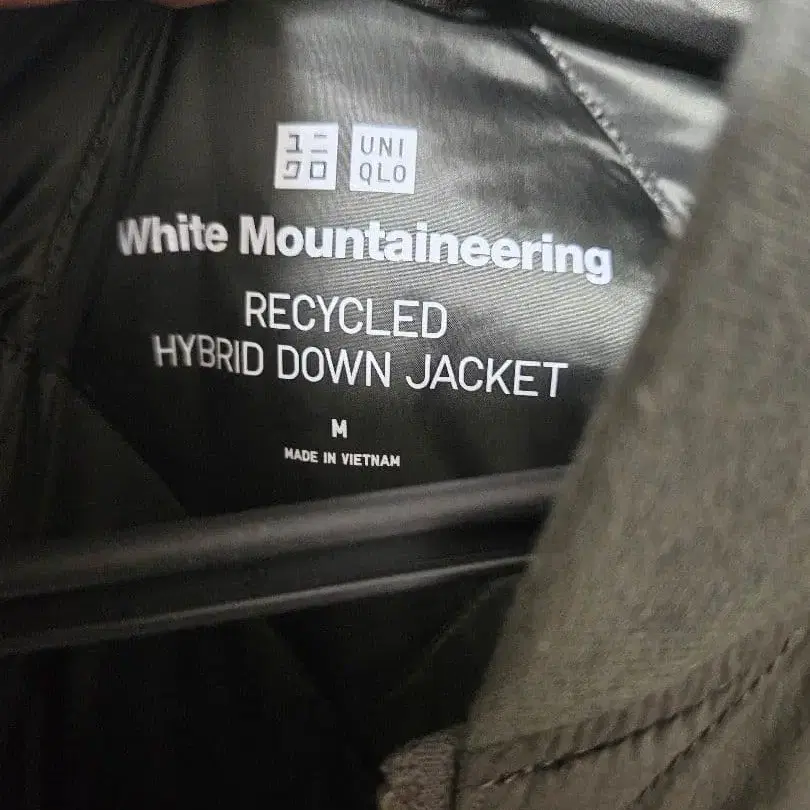 ユニ UNI
クロ QLO
White Mountaineering
RECYCLED
HYBRID DOWN JACKET
M
MADE IN VIETNAM